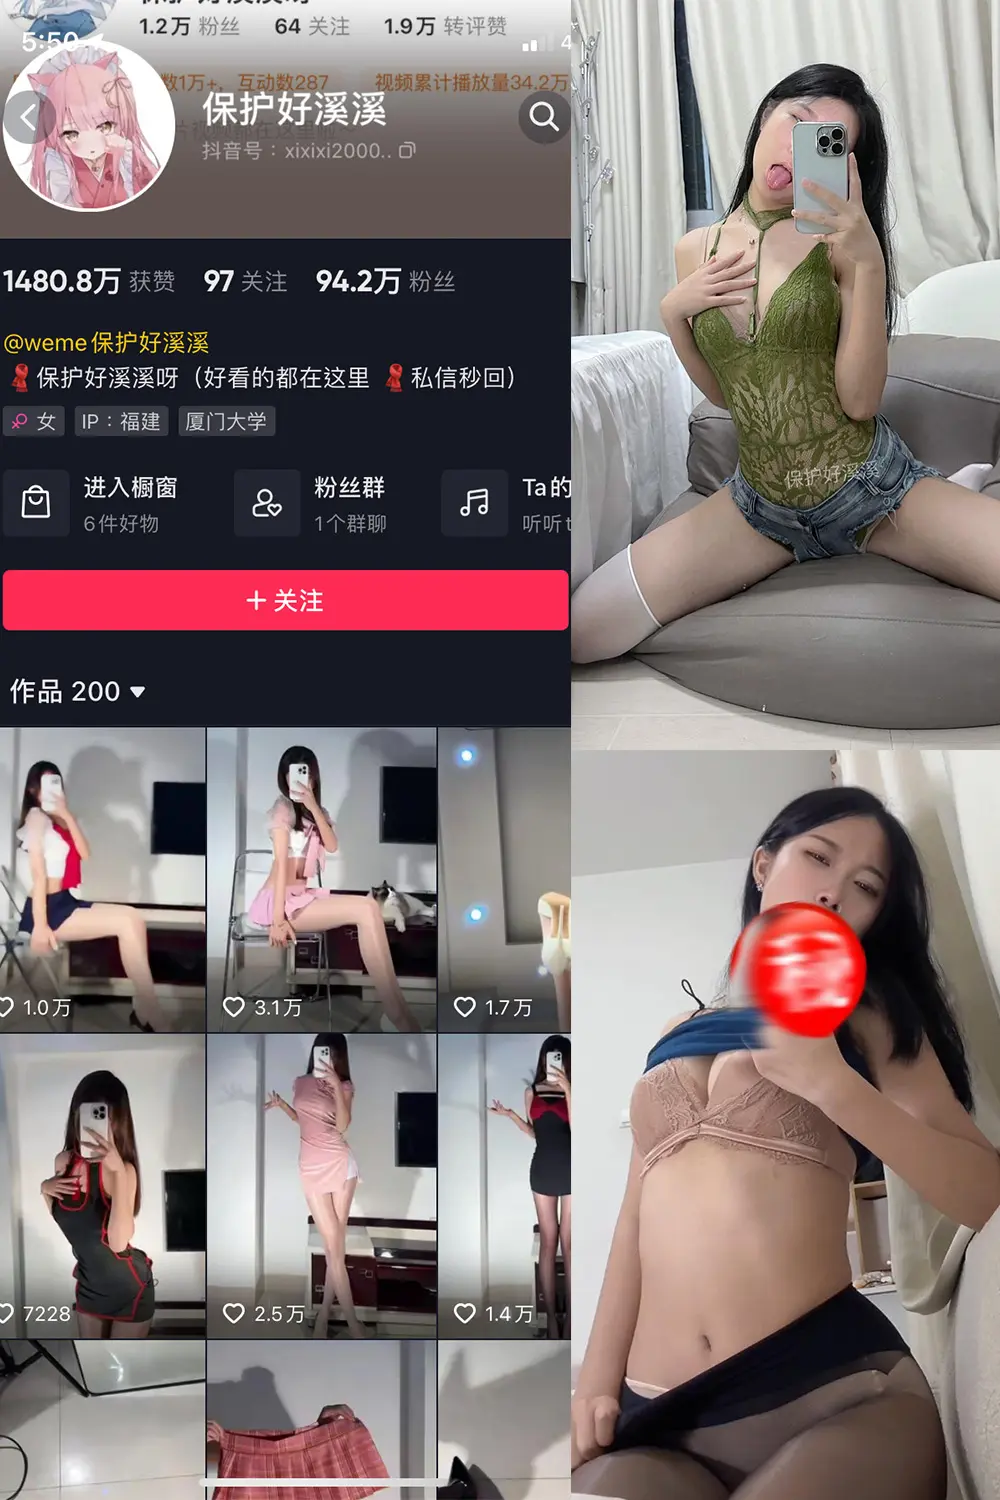 1.2万 粉丝 64 关注 1.9万 转评赞
5:50
4
数1万+，互动数287 视频累计播放量34.2万
保护好溪溪
抖音号：xixixi2000..
1480.8万 获赞 97 关注 94.2万 粉丝
@weme保护好溪溪
保护好溪溪呀（好看的都在这里 私信秒回）
女 IP：福建 厦门大学
进入橱窗 粉丝群 Ta的
6件好物 1个群聊 听听t
+ 关注
作品 200
1.0万 3.1万 1.7万
7228 2.5万 1.4万
保护好溪溪